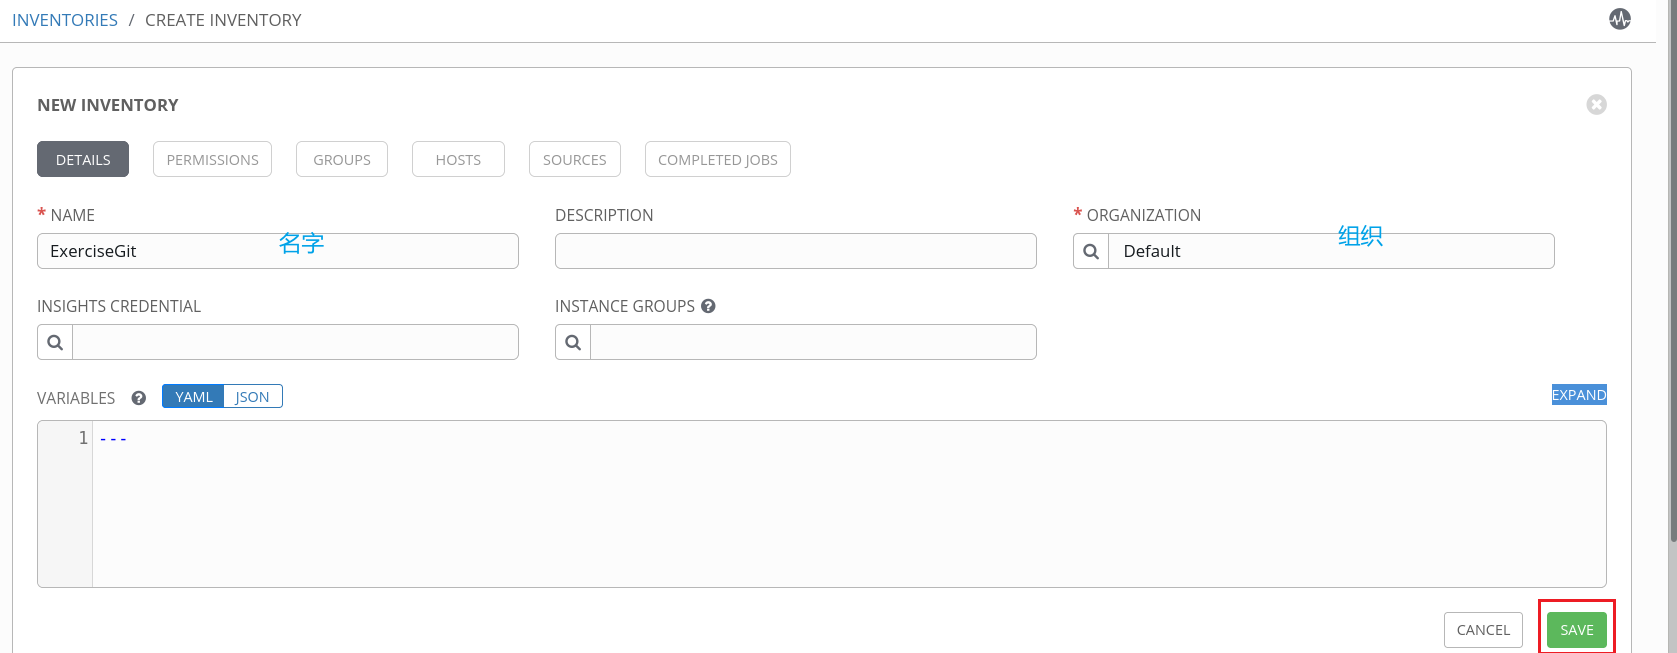 INVENTORIES / CREATE INVENTORY
NEW INVENTORY
DETAILS PERMISSIONS GROUPS HOSTS SOURCES COMPLETED JOBS
* NAME DESCRIPTION * ORGANIZATION
ExerciseGit 名字 Default 组织
INSIGHTS CREDENTIAL INSTANCE GROUPS ?
VARIABLES ? YAML JSON EXPAND
1 ---
CANCEL SAVE